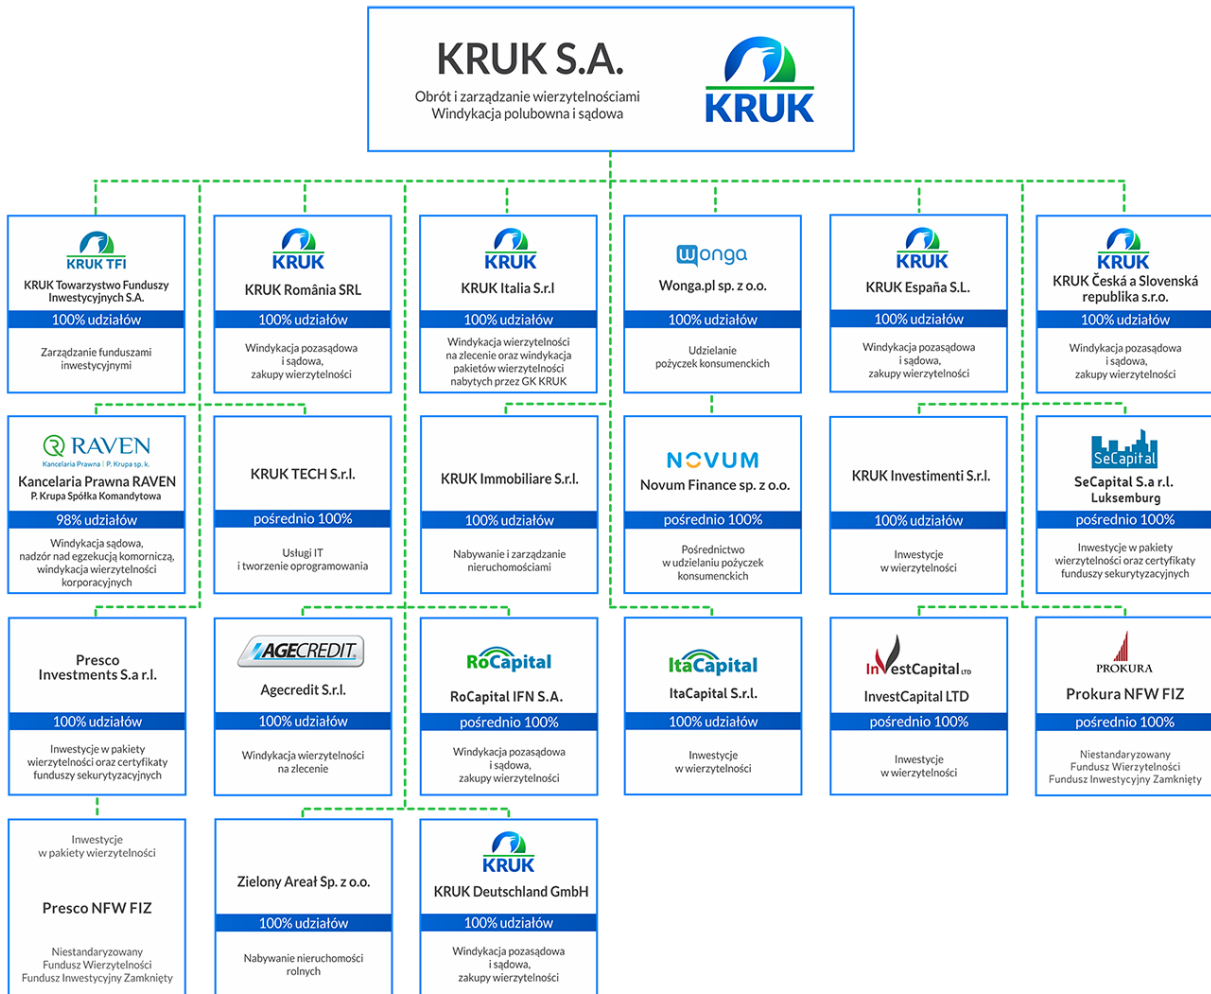 KRUK S.A.
Obrót i zarządzanie wierzytelnościami
Windykacja polubowna i sądowa
KRUK
KRUK TFI
KRUK Towarzystwo Funduszy
Inwestycyjnych S.A.
100% udziałów
Zarządzanie funduszami
inwestycyjnymi
KRUK
KRUK România SRL
100% udziałów
Windykacja pozasądowa
i sądowa,
zakupy wierzytelności
KRUK
KRUK Italia S.r.l
100% udziałów
Windykacja wierzytelności
na zlecenie oraz windykacja
pakietów wierzytelności
nabytych przez GK KRUK
wonga
Wonga.pl sp. z o.o.
100% udziałów
Udzielanie
pożyczek konsumenckich
KRUK
KRUK España S.L.
100% udziałów
Windykacja pozasądowa
i sądowa,
zakupy wierzytelności
KRUK
KRUK Česká a Slovenská
republika s.r.o.
100% udziałów
Windykacja pozasądowa
i sądowa,
zakupy wierzytelności
RAVEN
Kancelaria Prawna | P. Krupa sp. k.
Kancelaria Prawna RAVEN
P. Krupa Spółka Komandytowa
98% udziałów
Windykacja sądowa,
nadzór nad egzekucją komorniczą,
windykacja wierzytelności
korporacyjnych
KRUK TECH S.r.l.
pośrednio 100%
Usługi IT
i tworzenie oprogramowania
KRUK Immobiliare S.r.l.
100% udziałów
Nabywanie i zarządzanie
nieruchomościami
NOVUM
Novum Finance sp. z o.o.
pośrednio 100%
Pośrednictwo
w udzielaniu pożyczek
konsumenckich
KRUK Investimenti S.r.l.
100% udziałów
Inwestycje
w wierzytelności
SeCapital
SeCapital S.a r.l.
Luksemburg
pośrednio 100%
Inwestycje w pakiety
wierzytelności oraz certyfikaty
funduszy sekurytyzacyjnych
Presco
Investments S.a r.l.
100% udziałów
Inwestycje w pakiety
wierzytelności oraz certyfikaty
funduszy sekurytyzacyjnych
AGECREDIT
Agecredit S.r.l.
100% udziałów
Windykacja wierzytelności
na zlecenie
RoCapital
RoCapital IFN S.A.
pośrednio 100%
Windykacja pozasądowa
i sądowa,
zakupy wierzytelności
ItaCapital
ItaCapital S.r.l.
100% udziałów
Inwestycje
w wierzytelności
InvestCapital LTD
InvestCapital LTD
pośrednio 100%
Inwestycje
w wierzytelności
PROKURA
Prokura NFW FIZ
pośrednio 100%
Niestandaryzowany
Fundusz Wierzytelności
Fundusz Inwestycyjny Zamknięty
Inwestycje
w pakiety wierzytelności
Presco NFW FIZ
Niestandaryzowany
Fundusz Wierzytelności
Fundusz Inwestycyjny Zamknięty
Zielony Areał Sp. z o.o.
100% udziałów
Nabywanie nieruchomości
rolnych
KRUK
KRUK Deutschland GmbH
100% udziałów
Windykacja pozasądowa
i sądowa,
zakupy wierzytelności